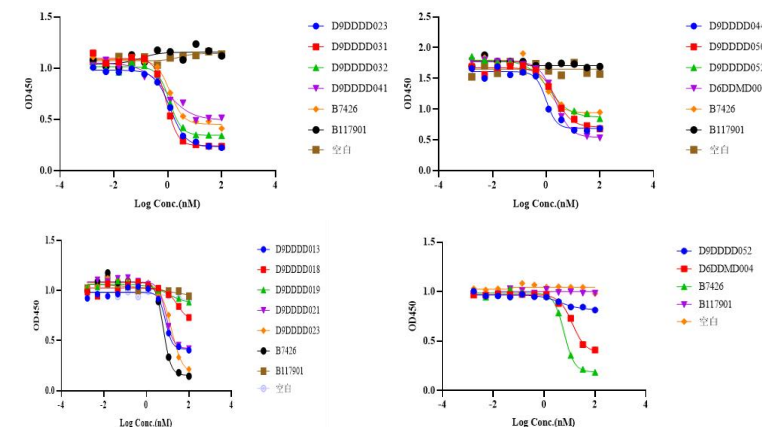 1.5
1.0
0.5
0.0
OD450
-4
-2
0
2
4
Log Conc.(nM)
D9DDDD023
D9DDDD031
D9DDDD032
D9DDDD041
B7426
B117901
空白
2.5
2.0
1.5
1.0
0.5
0.0
OD450
-4
-2
0
2
4
Log Conc.(nM)
D9DDDD044
D9DDDD050
D9DDDD05
D6DDMD00
B7426
B117901
空白
1.5
1.0
0.5
0.0
OD450
-4
-2
0
2
4
Log Conc.(nM)
D9DDDD013
D9DDDD018
D9DDDD019
D9DDDD021
D9DDDD023
B7426
B117901
空白
1.5
1.0
0.5
0.0
OD450
-4
-2
0
2
4
Log Conc.(nM)
D9DDDD052
D6DDMD004
B7426
B117901
空白